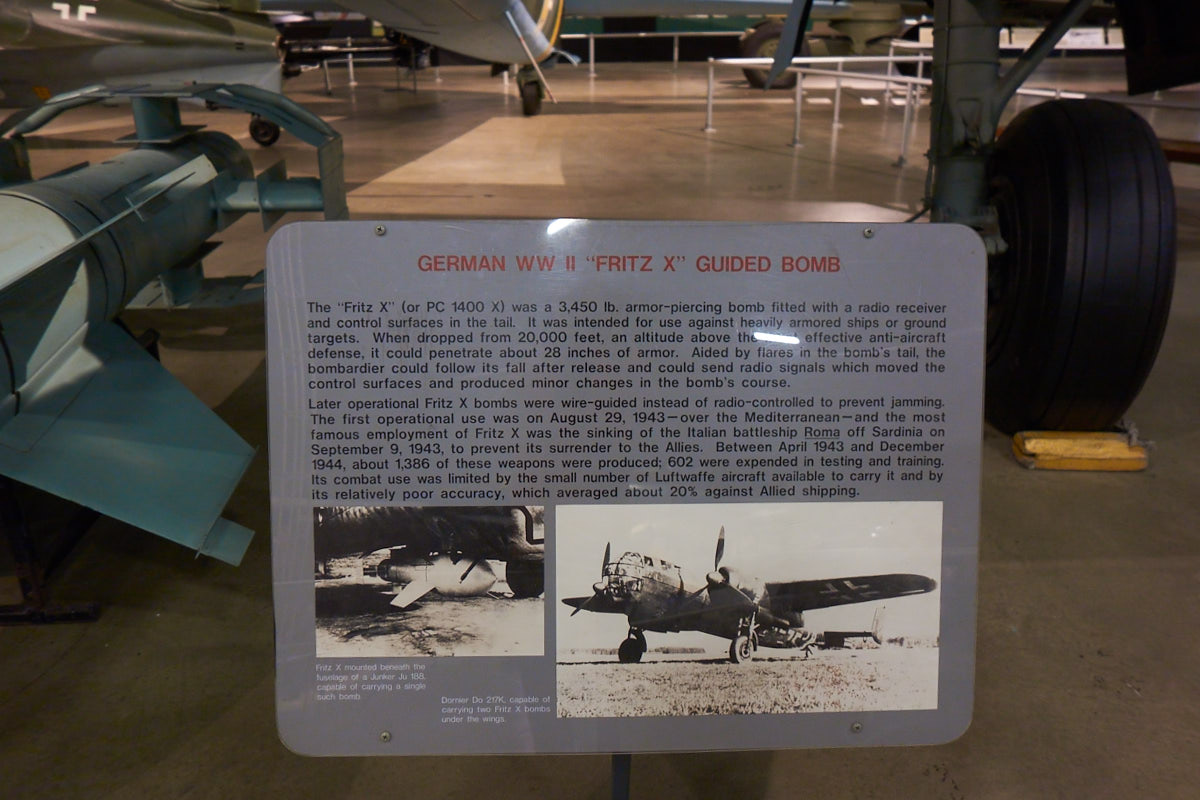 GERMAN WW II "FRITZ X" GUIDED BOMB
The "Fritz X" (or PC 1400 X) was a 3,450 lb. armor-piercing bomb fitted with a radio receiver
and control surfaces in the tail. It was intended for use against heavily armored ships or ground
targets. When dropped from 20,000 feet, an altitude above the effective anti-aircraft
defense, it could penetrate about 28 inches of armor. Aided by flares in the bomb's tail, the
bombardier could follow its fall after release and could send radio signals which moved the
control surfaces and produced minor changes in the bomb's course.
Later operational Fritz X bombs were wire-guided instead of radio-controlled to prevent jamming.
The first operational use was on August 29, 1943—over the Mediterranean—and the most
famous employment of Fritz X was the sinking of the Italian battleship Roma off Sardinia on
September 9, 1943, to prevent its surrender to the Allies. Between April 1943 and December
1944, about 1,386 of these weapons were produced; 602 were expended in testing and training.
Its combat use was limited by the small number of Luftwaffe aircraft available to carry it and by
its relatively poor accuracy, which averaged about 20% against Allied shipping.
Fritz X mounted beneath the
fuselage of a Junker Ju 188,
capable of carrying a single
such bomb.
Dornier Do 217K, capable of
carrying two Fritz X bombs
under the wings.